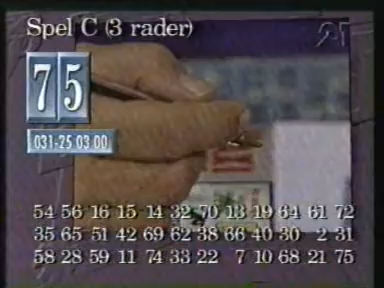 Spel C (3 rader)
75
031-25 03 00
54 56 16 15 14 32 70 13 19 64 61 72
35 65 51 42 69 62 38 66 40 30 2 31
58 28 59 11 74 33 22 7 10 68 21 75